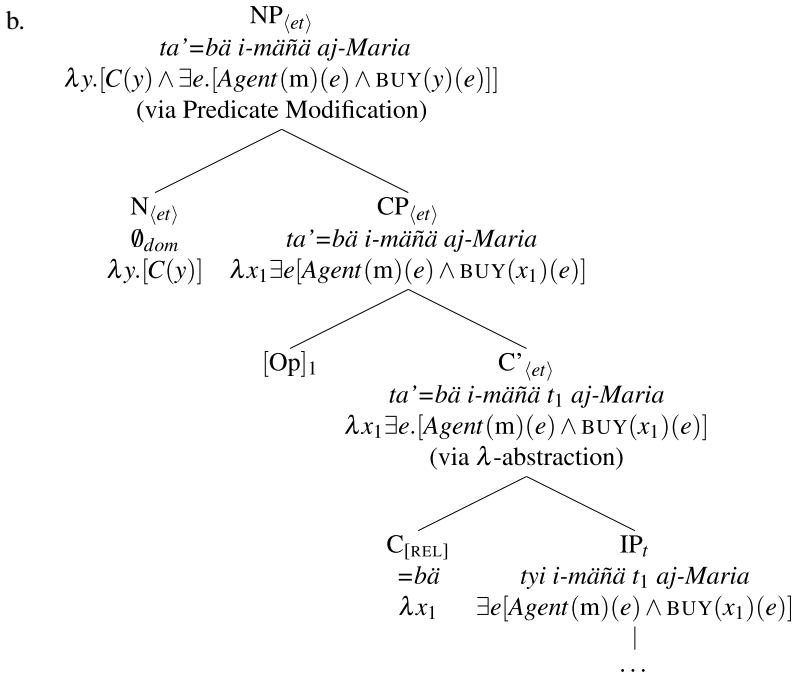 b.
NP⟨et⟩
ta’=bä i-mäñä aj-Maria
λy.[C(y) ∧ ∃e.[Agent(m)(e) ∧ BUY(y)(e)]]
(via Predicate Modification)
N⟨et⟩ CP⟨et⟩
∅dom ta’=bä i-mäñä aj-Maria
λy.[C(y)] λx₁∃e[Agent(m)(e) ∧ BUY(x₁)(e)]
[Op]₁ C’⟨et⟩
ta’=bä i-mäñä t₁ aj-Maria
λx₁∃e.[Agent(m)(e) ∧ BUY(x₁)(e)]
(via λ-abstraction)
C[REL] IPt
=bä tyi i-mäñä t₁ aj-Maria
λx₁ ∃e[Agent(m)(e) ∧ BUY(x₁)(e)]
…